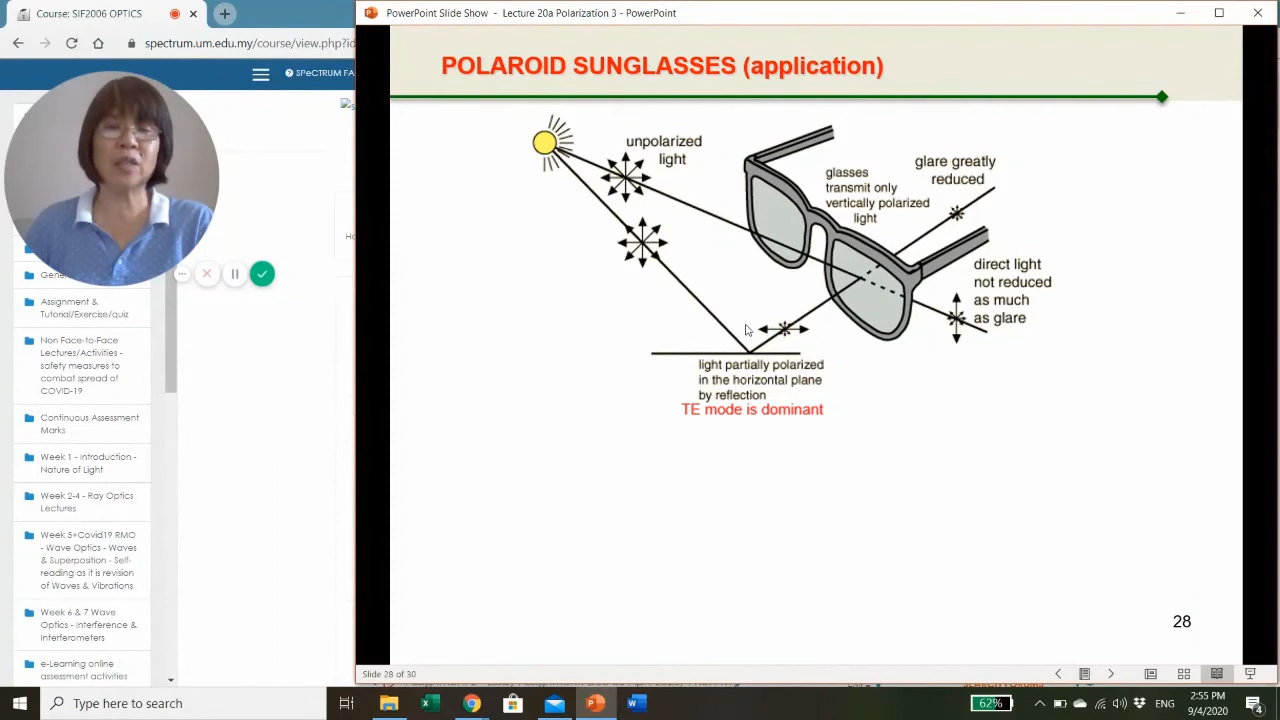 Course: SIF2OPTICS
PowerPoint Slide Show - Lecture 20a Polarization 3 - PowerPoint
spectrum.um.edu.my/course/view.php?id
SPeCTRUM FA
POLAROID SUNGLASSES (application)
unpolarized
light
glasses
transmit only
vertically polarized
light
glare greatly
reduced
direct light
not reduced
as much
as glare
light partially polarized
in the horizontal plane
by reflection
TE mode is dominant
28
Gener
Assignment &
Tutorial/Exercise/quiz
Non Face-to-Face
Lectures/Activities -
safety measures to
combat spread of
COVID-19
Continuous Assessment
Marks
Week 1 - Introduction -
Nature of Light
Week 2-4 - Ray Optics
Lectures
Week 5+Covid19 RMO
- Wave Optics - Waves
& Superposition - Self-
reading as it is revision
of Waves & Vibrations
Week 6 & 7 Wave
Optics - Interference &
Interferometers
e-Learning online
assessment activities
Slide 28 of 30
Type here to search
62%
ENG
2:55 PM
9/4/2020
4